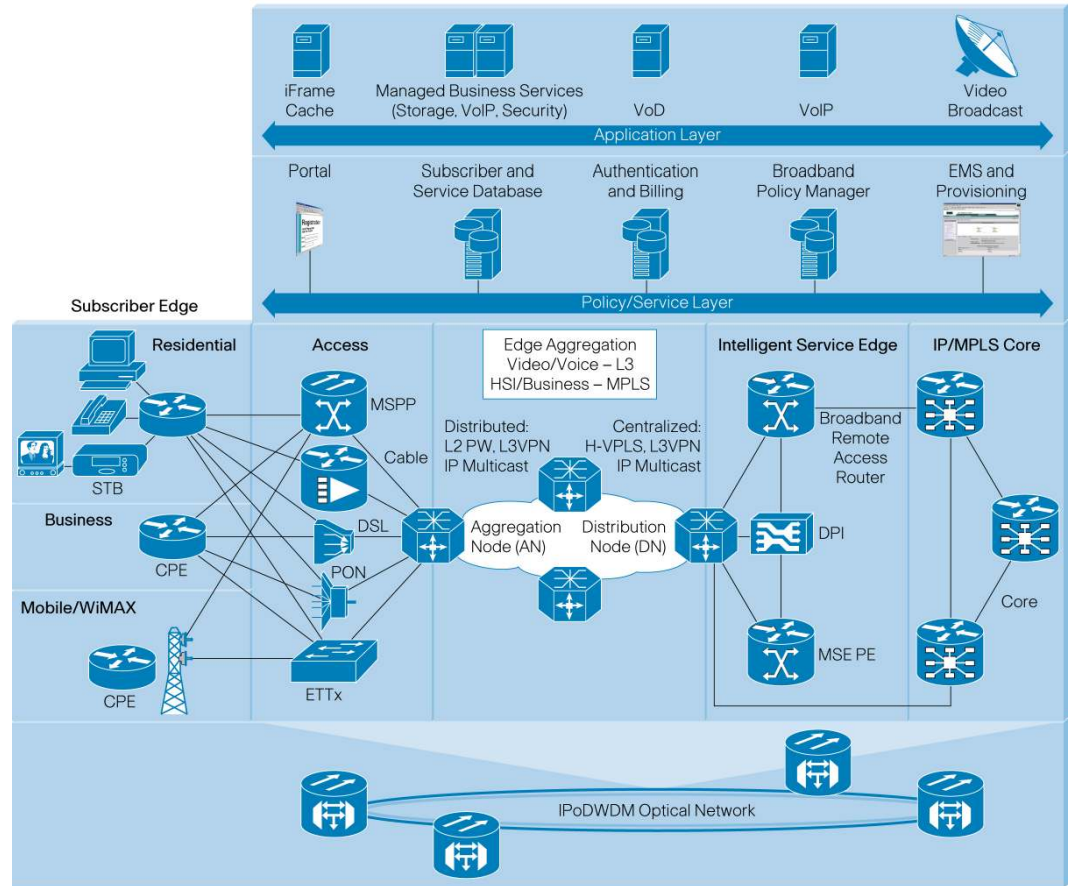 iFrame
Cache
Managed Business Services
(Storage, VoIP, Security)
VoD
VoIP
Video
Broadcast
Application Layer
Portal
Subscriber and
Service Database
Authentication
and Billing
Broadband
Policy Manager
EMS and
Provisioning
Policy/Service Layer
Subscriber Edge
Residential
Access
Edge Aggregation
Video/Voice – L3
HSI/Business – MPLS
Intelligent Service Edge
IP/MPLS Core
MSPP
Distributed:
L2 PW, L3VPN
IP Multicast
Centralized:
H-VPLS, L3VPN
IP Multicast
Broadband
Remote
Access
Router
Cable
STB
Business
DSL
Aggregation
Node (AN)
Distribution
Node (DN)
DPI
CPE
PON
Core
Mobile/WiMAX
MSE PE
CPE
ETTx
IPoDWDM Optical Network